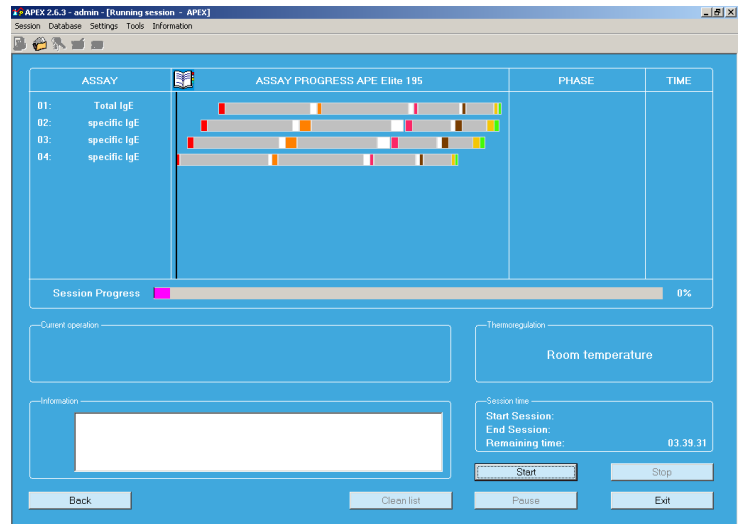 APEX 2.6.3 - admin - [Running session - APEX]
Session Database Settings Tools Information
ASSAY ASSAY PROGRESS APE Elite 195 PHASE TIME
01: Total IgE
02: specific IgE
03: specific IgE
04: specific IgE
Session Progress 0%
Current operation
Thermoregulation
Room temperature
Information
Session time
Start Session:
End Session:
Remaining time: 03.39.31
Start Stop
Back Clean list Pause Exit